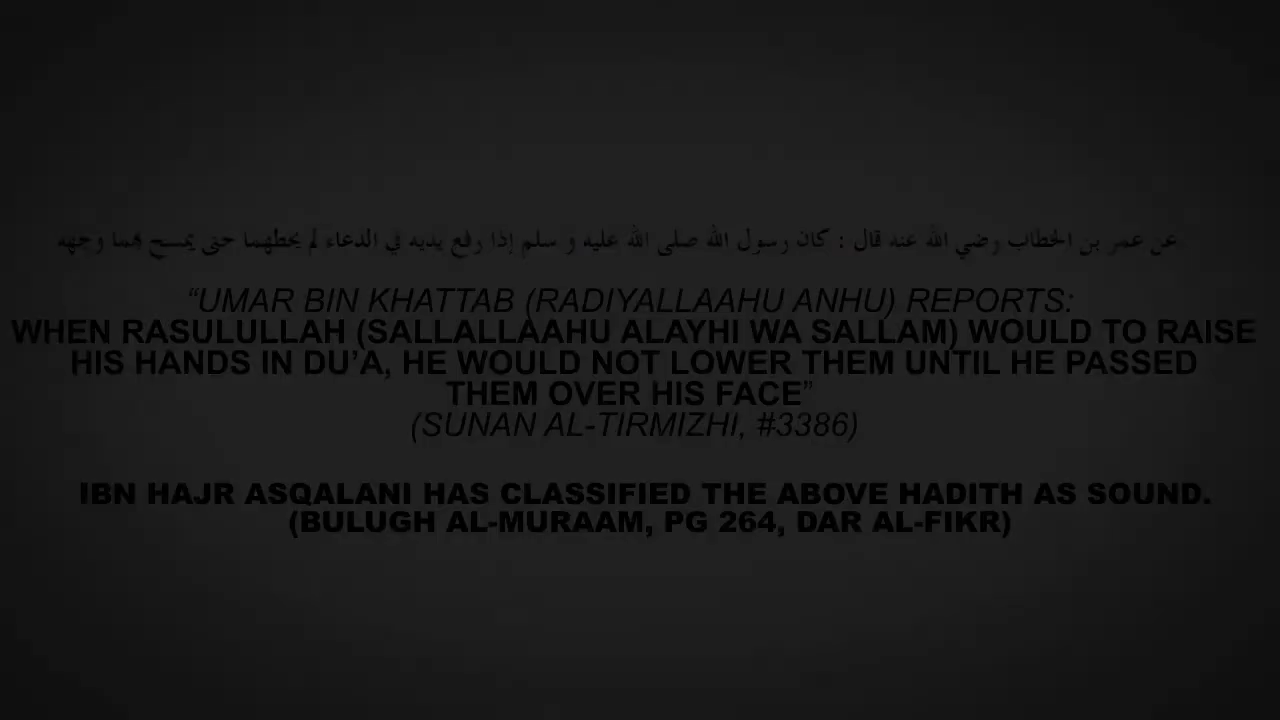 عن عمر بن الخطاب رضي الله عنه قال : كان رسول الله صلى الله عليه و سلم إذا رفع يديه في الدعاء لم يحطهما حتى يمسح بهما وجهه
“UMAR BIN KHATTAB (RADIYALLAAHU ANHU) REPORTS:
WHEN RASULULLAH (SALLALLAAHU ALAYHI WA SALLAM) WOULD TO RAISE
HIS HANDS IN DU’A, HE WOULD NOT LOWER THEM UNTIL HE PASSED
THEM OVER HIS FACE”
(SUNAN AL-TIRMIZHI, #3386)
IBN HAJR ASQALANI HAS CLASSIFIED THE ABOVE HADITH AS SOUND.
(BULUGH AL-MURAAM, PG 264, DAR AL-FIKR)